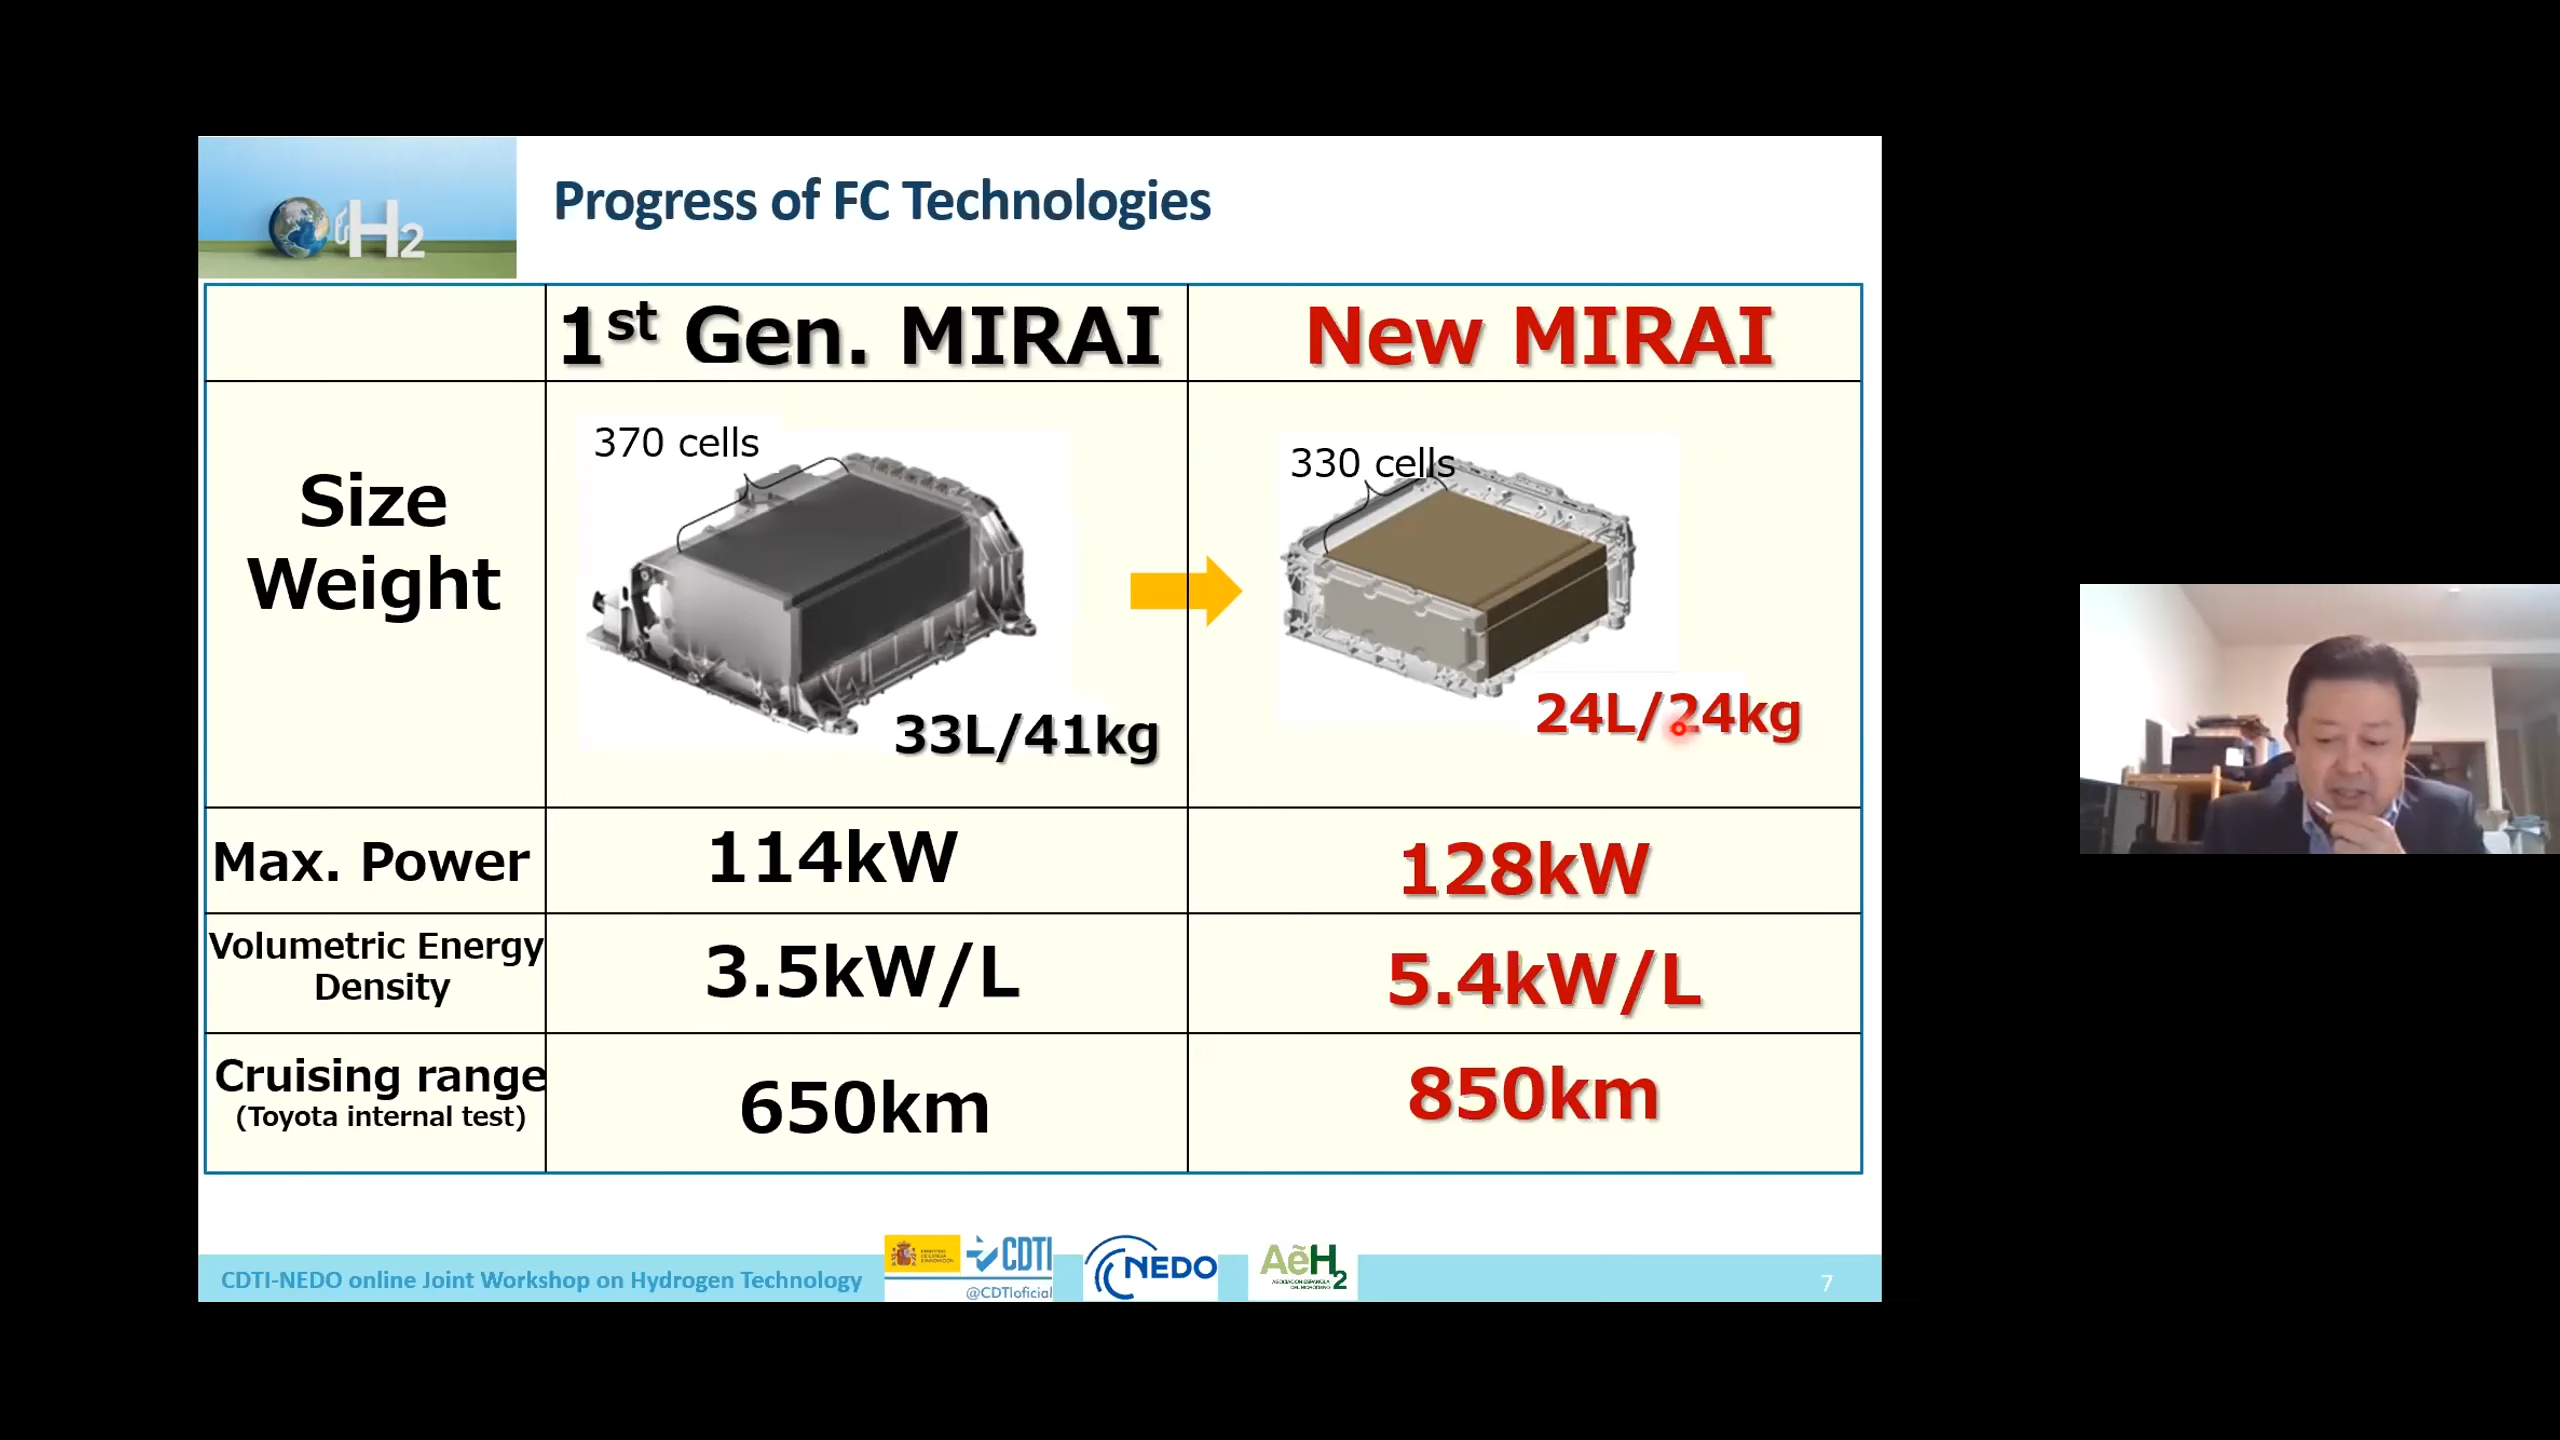 H2
Progress of FC Technologies
1st Gen. MIRAI
New MIRAI
Size
Weight
370 cells
33L/41kg
330 cells
24L/24kg
Max. Power
114kW
128kW
Volumetric Energy
Density
3.5kW/L
5.4kW/L
Cruising range
(Toyota internal test)
650km
850km
CDTI-NEDO online Joint Workshop on Hydrogen Technology
CDTI
@CDTIoficial
NEDO
AeH2
7